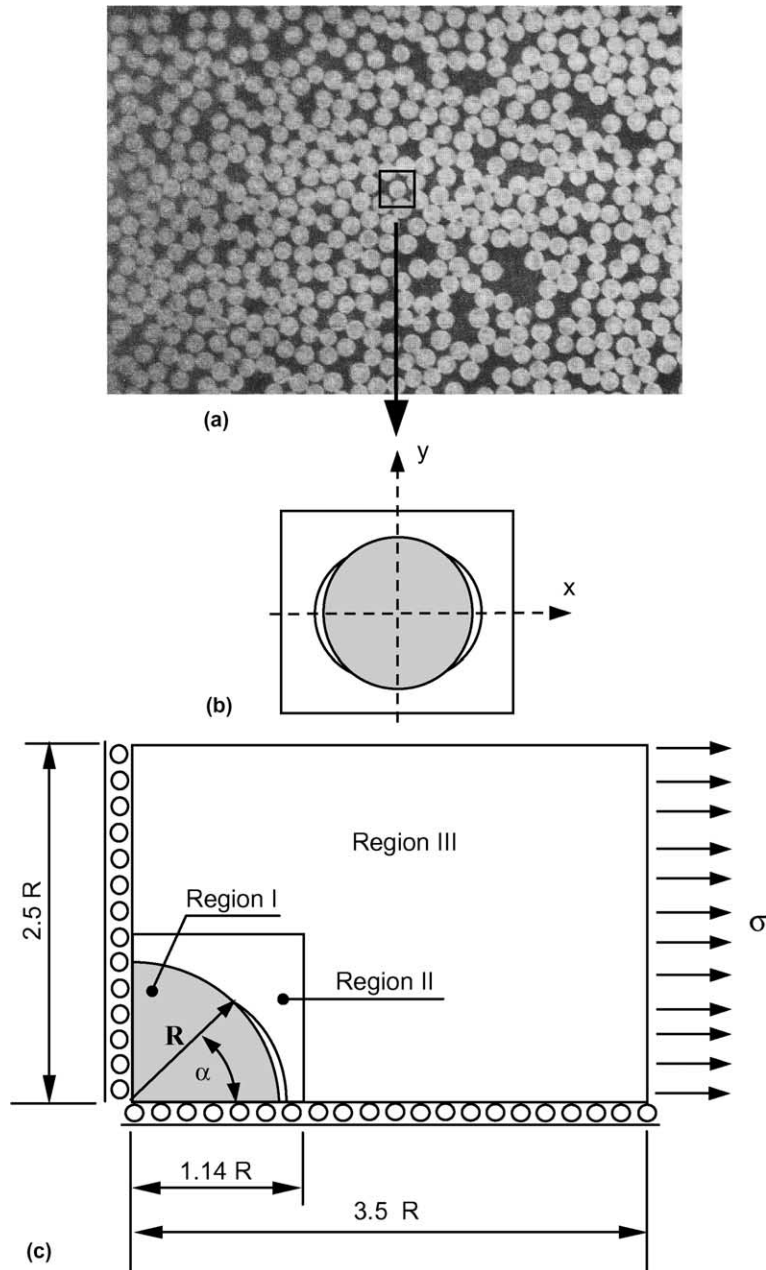 (a)
y
x
(b)
2.5 R
Region III
Region I
Region II
R
α
σ
1.14 R
3.5 R
(c)